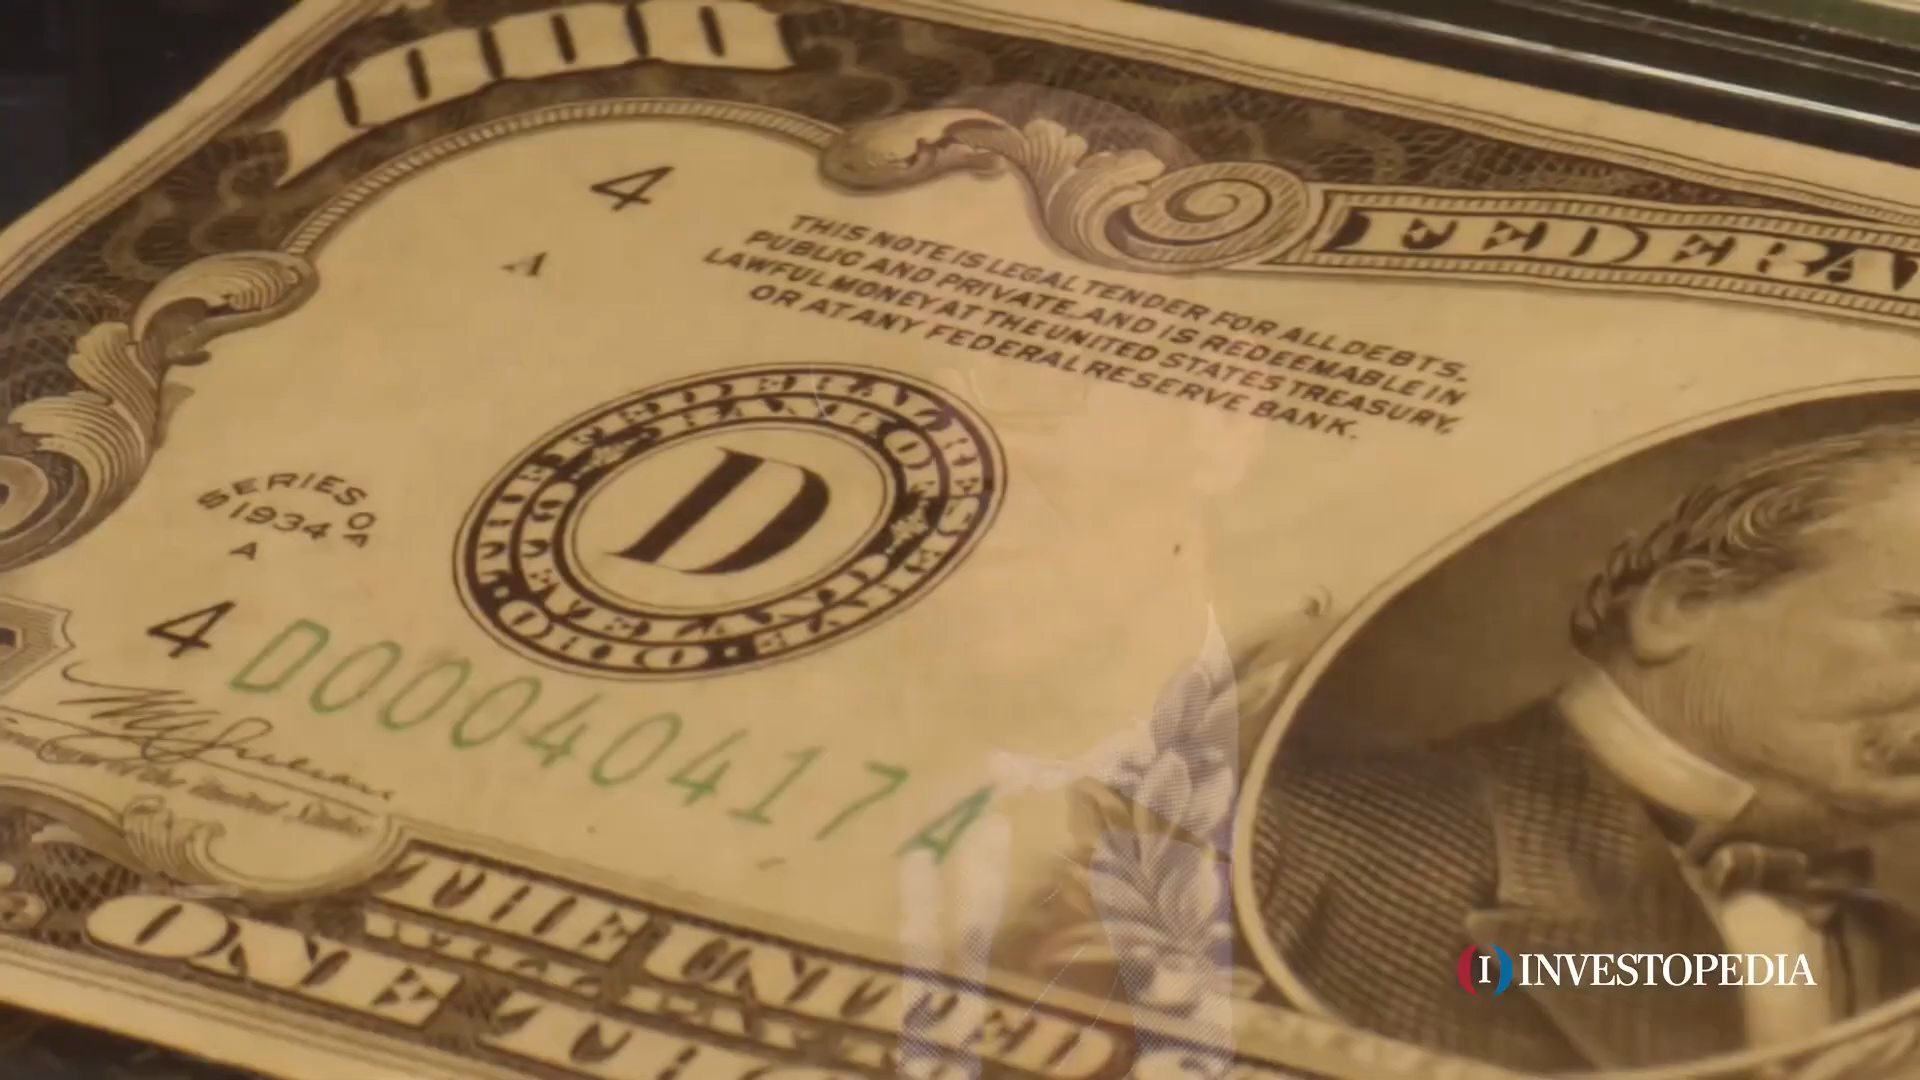 1000
4
A
FEDERA
THIS NOTE IS LEGAL TENDER FOR ALL DEBTS,
PUBLIC AND PRIVATE, AND IS REDEEMABLE IN
LAWFUL MONEY AT THE UNITED STATES TREASURY,
OR AT ANY FEDERAL RESERVE BANK.
D
SERIES OF
1934
A
4
D00040417A
THE UNITED
ONE
INVESTOPEDIA